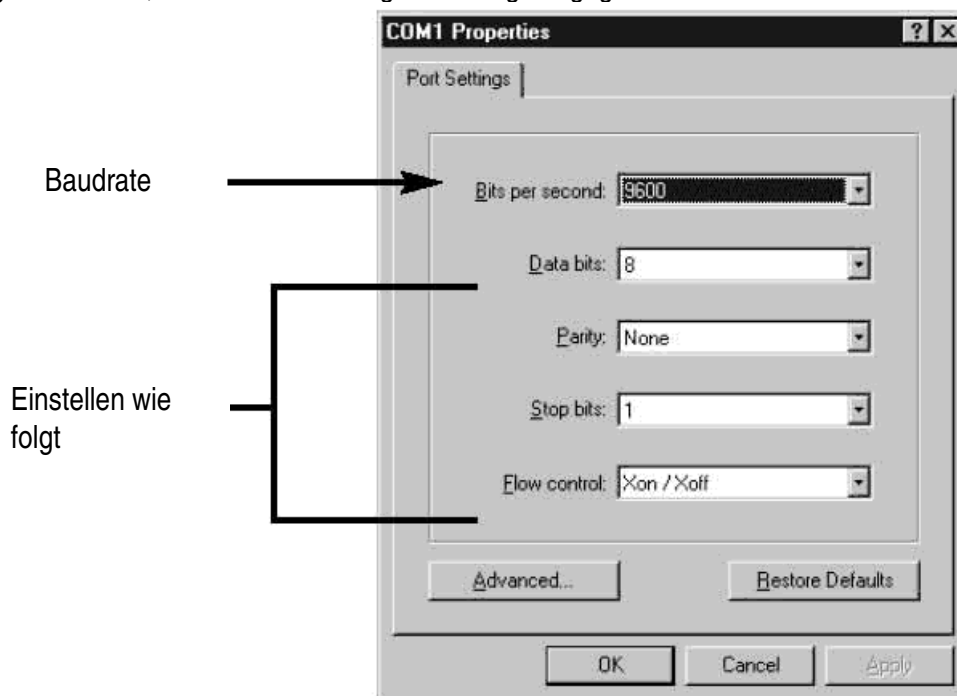 COM1 Properties
Port Settings
Baudrate
Bits per second: 9600
Data bits: 8
Parity: None
Einstellen wie
folgt
Stop bits: 1
Flow control: Xon / Xoff
Advanced... Restore Defaults
OK Cancel Apply